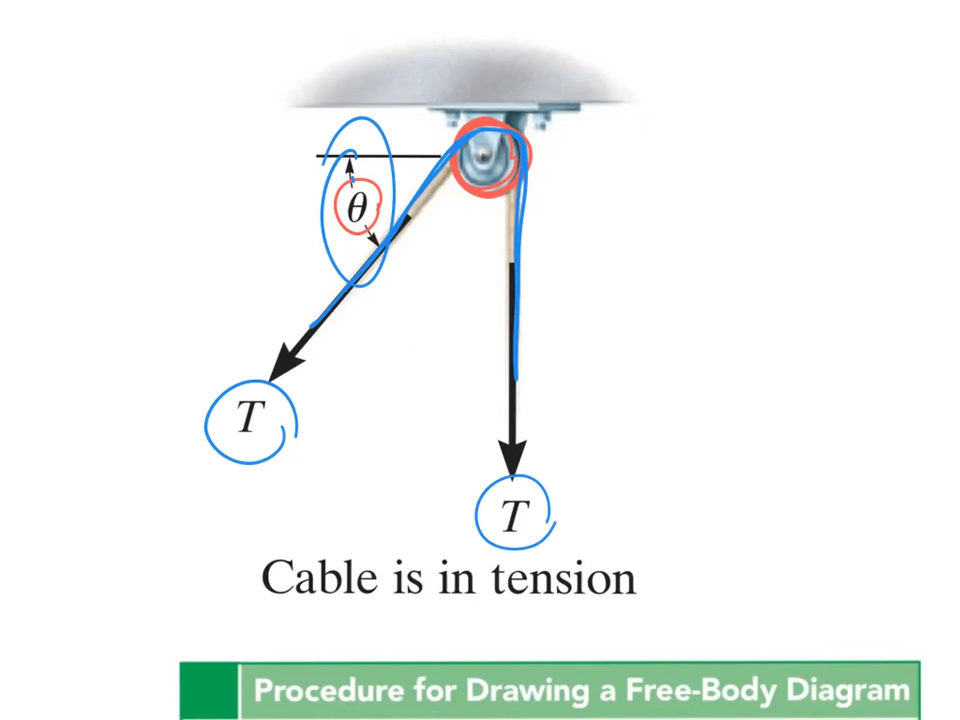 θ
T
T
Cable is in tension
Procedure for Drawing a Free-Body Diagram